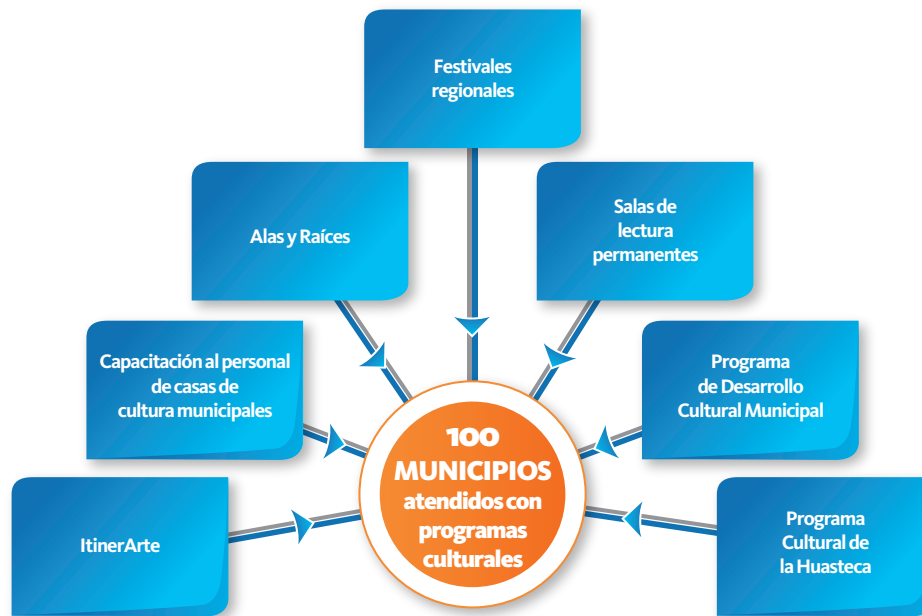 Festivales
regionales
Alas y Raíces
Salas de
lectura
permanentes
Capacitación al personal
de casas de
cultura municipales
Programa
de Desarrollo
Cultural Municipal
ItinerArte
100
MUNICIPIOS
atendidos con
programas
culturales
Programa
Cultural de
la Huasteca